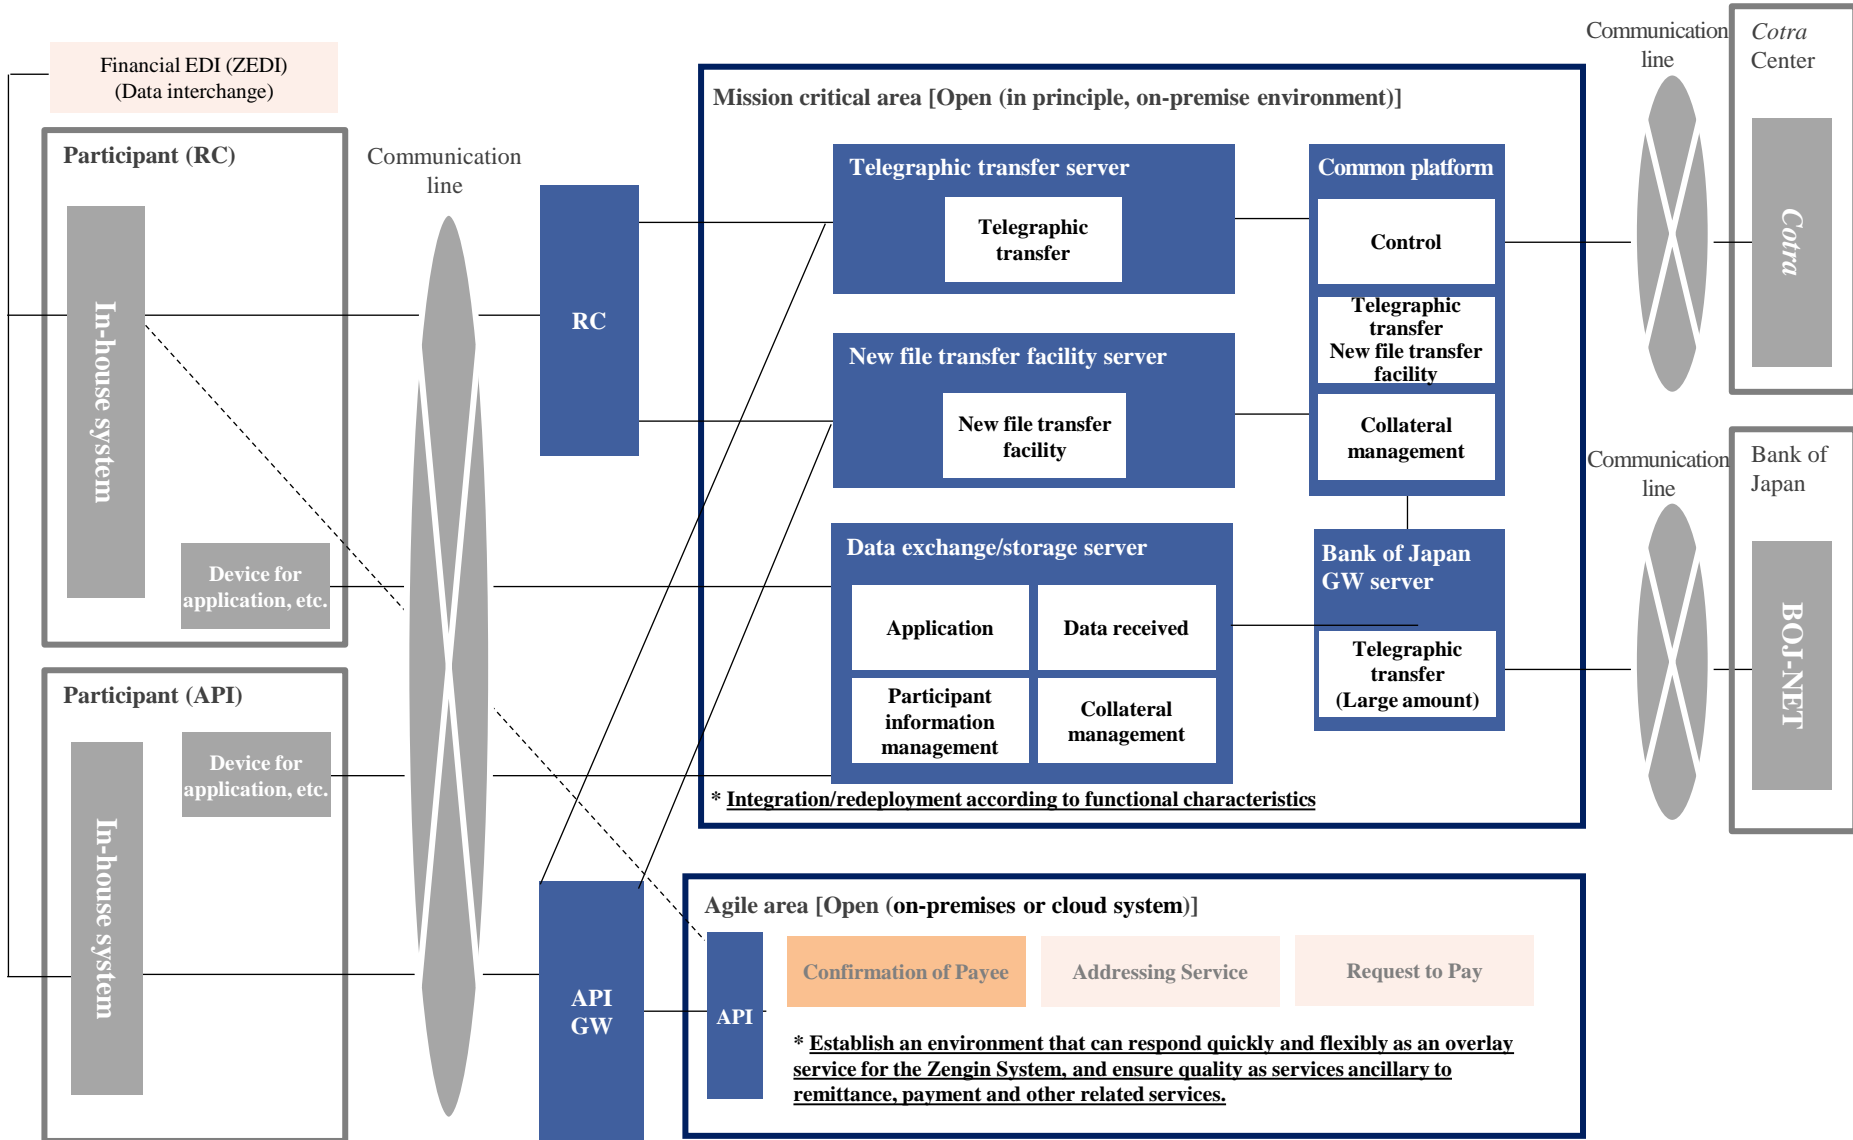 Financial EDI (ZEDI)
(Data interchange)
Participant (RC)
In-house system
Device for
application, etc.
Participant (API)
Device for
application, etc.
In-house system
Communication
line
RC
API
GW
Mission critical area [Open (in principle, on-premise environment)]
Telegraphic transfer server
Telegraphic
transfer
New file transfer facility server
New file transfer
facility
Data exchange/storage server
Application
Data received
Participant
information
management
Collateral
management
Common platform
Control
Telegraphic
transfer
New file transfer
facility
Collateral
management
Bank of Japan
GW server
Telegraphic
transfer
(Large amount)
* Integration/redeployment according to functional characteristics
Agile area [Open (on-premises or cloud system)]
API
Confirmation of Payee
Addressing Service
Request to Pay
* Establish an environment that can respond quickly and flexibly as an overlay
service for the Zengin System, and ensure quality as services ancillary to
remittance, payment and other related services.
Communication
line
Cotra
Center
Cotra
Communication
line
Bank of
Japan
BOJ-NET